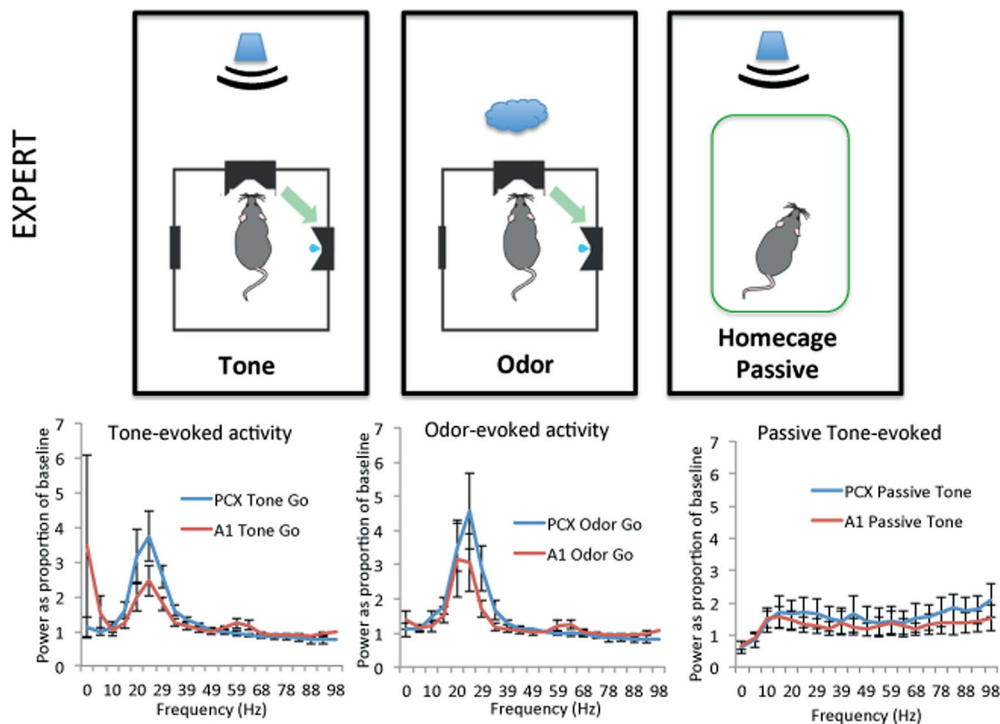 EXPERT
Tone
Odor
Homecage
Passive
Tone-evoked activity
Power as proportion of baseline
7
6
5
4
3
2
1
0
PCX Tone Go
A1 Tone Go
0 10 20 29 39 49 59 68 78 88 98
Frequency (Hz)
Odor-evoked activity
Power as proportion of baseline
7
6
5
4
3
2
1
0
PCX Odor Go
A1 Odor Go
0 10 20 29 39 49 59 68 78 88 98
Frequency (Hz)
Passive Tone-evoked
Power as proportion of baseline
7
6
5
4
3
2
1
0
PCX Passive Tone
A1 Passive Tone
0 10 20 29 39 49 59 68 78 88 98
Frequency (Hz)